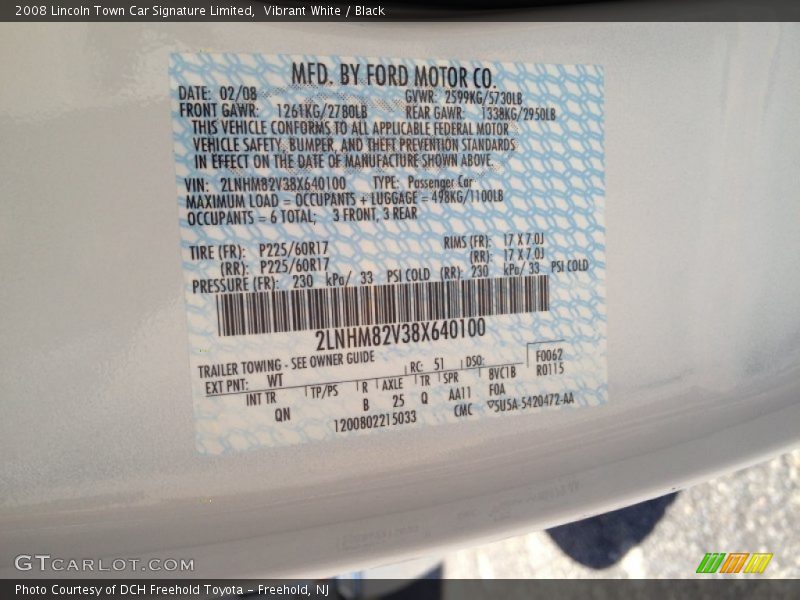 2008 Lincoln Town Car Signature Limited, Vibrant White / Black
MFD. BY FORD MOTOR CO.
DATE: 02/08 GVWR: 2599KG/5730LB
FRONT GAWR: 1261KG/2780LB REAR GAWR: 1338KG/2950LB
THIS VEHICLE CONFORMS TO ALL APPLICABLE FEDERAL MOTOR
VEHICLE SAFETY, BUMPER, AND THEFT PREVENTION STANDARDS
IN EFFECT ON THE DATE OF MANUFACTURE SHOWN ABOVE.
VIN: 2LNHM82V38X640100 TYPE: Passenger Car
MAXIMUM LOAD = OCCUPANTS + LUGGAGE = 498KG/1100LB
OCCUPANTS = 6 TOTAL; 3 FRONT, 3 REAR
TIRE (FR): P225/60R17 RIMS (FR): 17 X 7.0J
(RR): P225/60R17 (RR): 17 X 7.0J
PRESSURE (FR): 230 kPa/ 33 PSI COLD (RR): 230 kPa/ 33 PSI COLD
2LNHM82V38X640100
TRAILER TOWING - SEE OWNER GUIDE
EXT PNT: WT RC: 51 DSO: F0062
R0115
INT TR TP/PS R AXLE TR SPR 8VC1B
QN B 25 Q AA11 F0A
1200802215033 CMC ▽5U5A-5420472-AA
GTCARLOT.COM
Photo Courtesy of DCH Freehold Toyota – Freehold, NJ